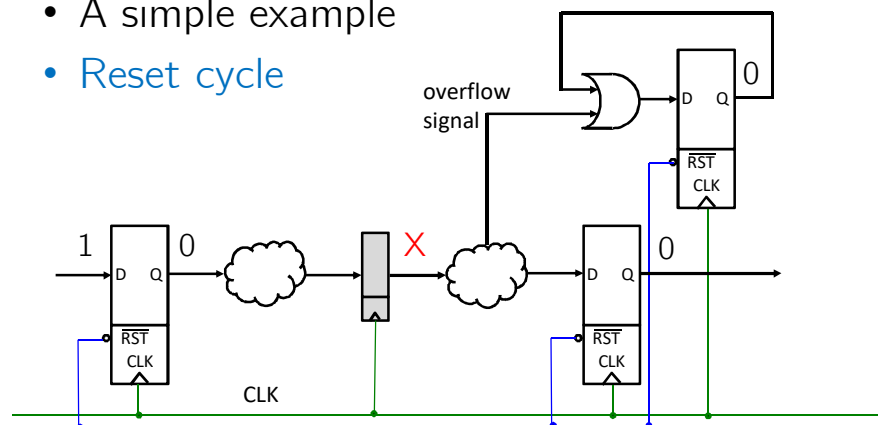 • A simple example
• Reset cycle
overflow
signal
0
D Q
RST
CLK
1
0
X
0
D Q
D Q
RST
CLK
RST
CLK
CLK